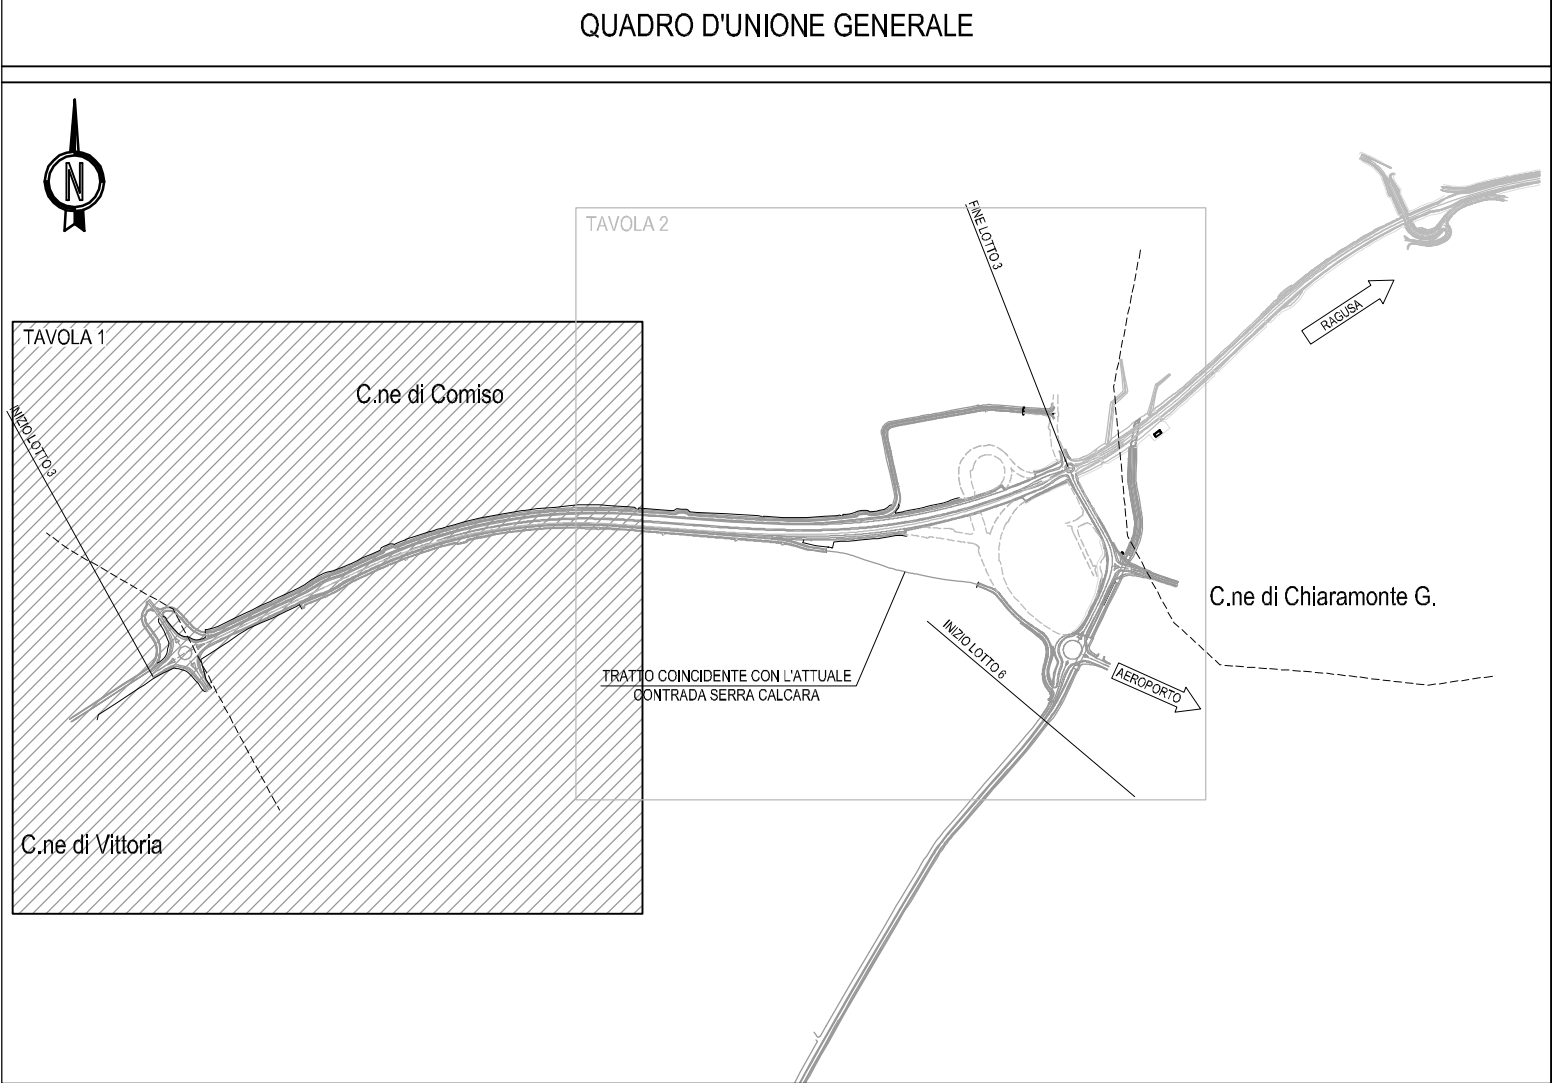 QUADRO D'UNIONE GENERALE
N
TAVOLA 2
FINE LOTTO 3
RAGUSA
TAVOLA 1
C.ne di Comiso
INIZIO LOTTO 3
C.ne di Chiaramonte G.
INIZIO LOTTO 6
TRATTO COINCIDENTE CON L'ATTUALE
CONTRADA SERRA CALCARA
AEROPORTO
C.ne di Vittoria